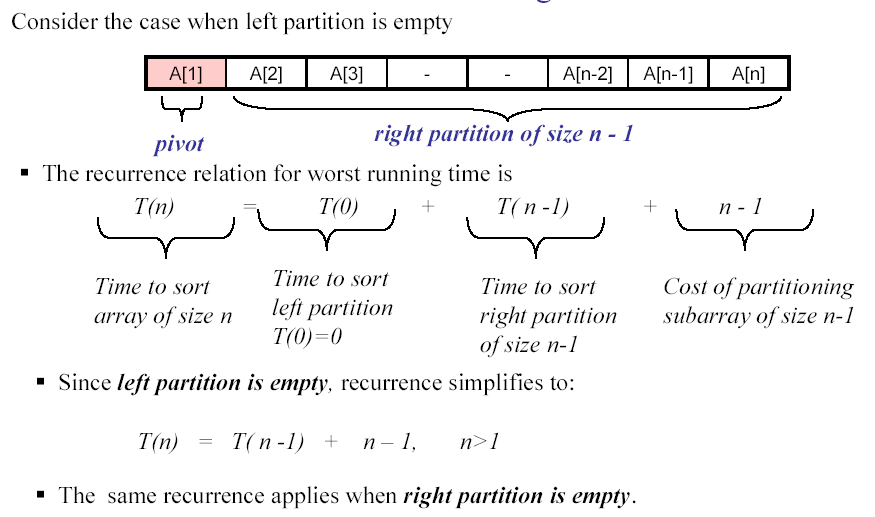 Consider the case when left partition is empty
A[1] A[2] A[3] - - A[n-2] A[n-1] A[n]
pivot
right partition of size n - 1
▪ The recurrence relation for worst running time is
T(n) = T(0) + T( n -1) + n - 1
Time to sort array of size n
Time to sort left partition T(0)=0
Time to sort right partition of size n-1
Cost of partitioning subarray of size n-1
▪ Since left partition is empty, recurrence simplifies to:
T(n) = T( n -1) + n – 1, n>1
▪ The same recurrence applies when right partition is empty.